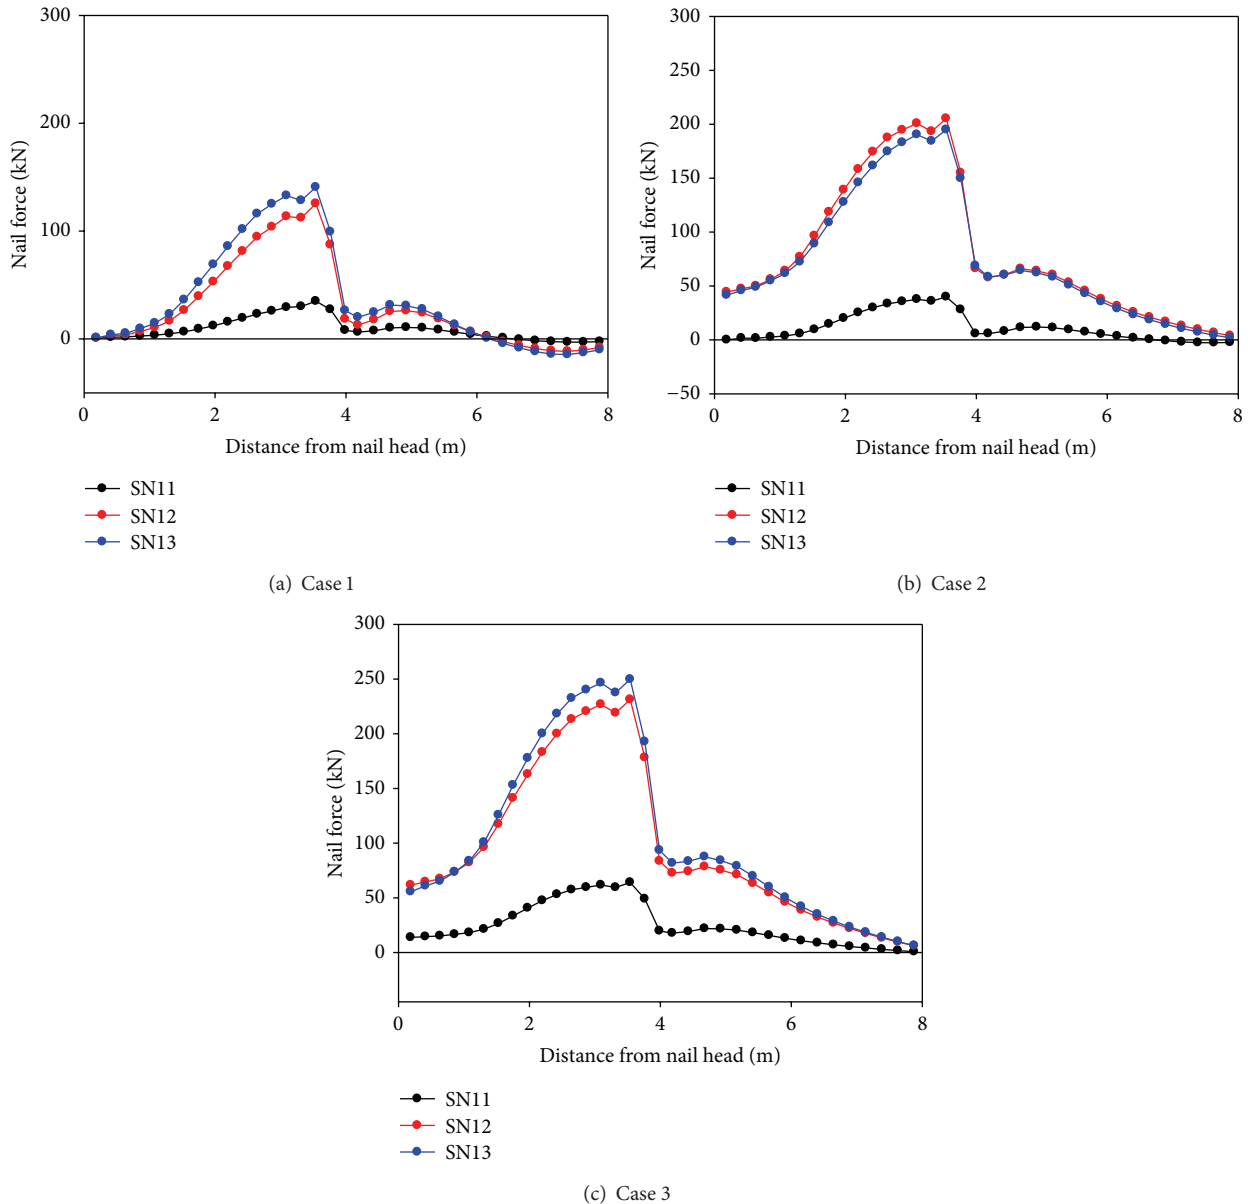 300
200
100
0
Nail force (kN)
0 2 4 6 8
Distance from nail head (m)
SN11
SN12
SN13
(a) Case 1
300
250
200
150
100
50
0
−50
Nail force (kN)
0 2 4 6 8
Distance from nail head (m)
SN11
SN12
SN13
(b) Case 2
300
250
200
150
100
50
0
Nail force (kN)
0 2 4 6 8
Distance from nail head (m)
SN11
SN12
SN13
(c) Case 3